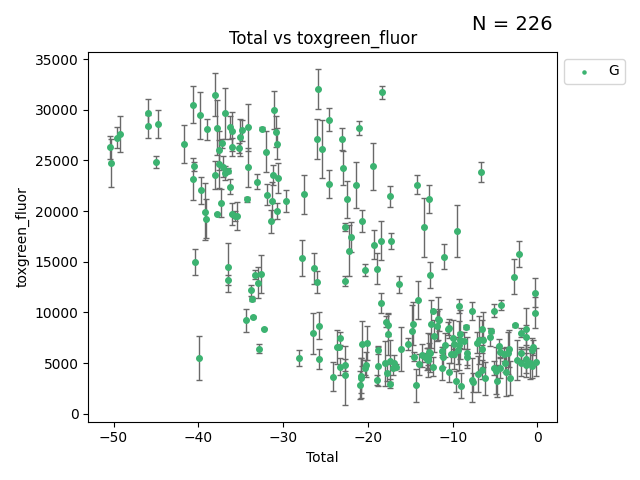 N = 226
Total vs toxgreen_fluor
G
toxgreen_fluor
35000
30000
25000
20000
15000
10000
5000
0
−50 −40 −30 −20 −10 0
Total